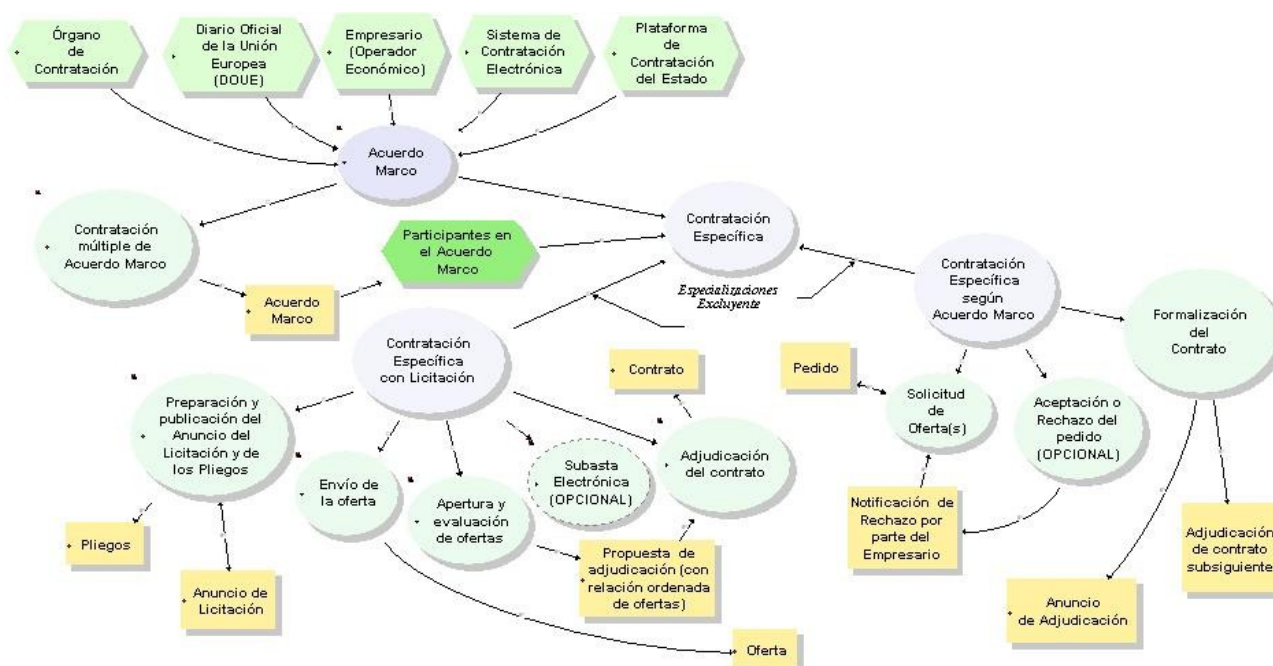 Órgano
de
Contratación
Diario Oficial
de la Unión
Europea
(DOUE)
Empresario
(Operador
Económico)
Sistema de
Contratación
Electrónica
Plataforma
de
Contratación
del Estado
Acuerdo
Marco
Contratación
múltiple de
Acuerdo Marco
Participantes en
el Acuerdo
Marco
Contratación
Específica
Acuerdo
Marco
Especializaciones
Excluyente
Contratación
Específica
según
Acuerdo Marco
Formalización
del
Contrato
Contratación
Específica
con Licitación
Contrato
Pedido
Solicitud
de
Oferta(s)
Aceptación o
Rechazo del
pedido
(OPCIONAL)
Preparación y
publicación del
Anuncio del
Licitación y de
los Pliegos
Envío de
la oferta
Apertura y
evaluación
de ofertas
Subasta
Electrónica
(OPCIONAL)
Adjudicación
del contrato
Notificación de
Rechazo por
parte del
Empresario
Adjudicación
de contrato
subsiguiente
Pliegos
Anuncio de
Licitación
Propuesta de
adjudicación (con
relación ordenada
de ofertas)
Anuncio
de Adjudicación
Oferta